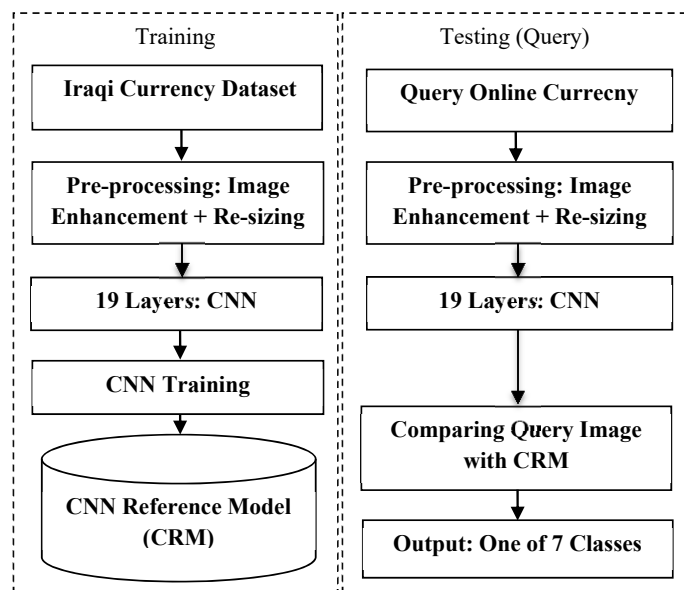 Training
Iraqi Currency Dataset
Pre-processing: Image
Enhancement + Re-sizing
19 Layers: CNN
CNN Training
CNN Reference Model
(CRM)
Testing (Query)
Query Online Currecny
Pre-processing: Image
Enhancement + Re-sizing
19 Layers: CNN
Comparing Query Image
with CRM
Output: One of 7 Classes